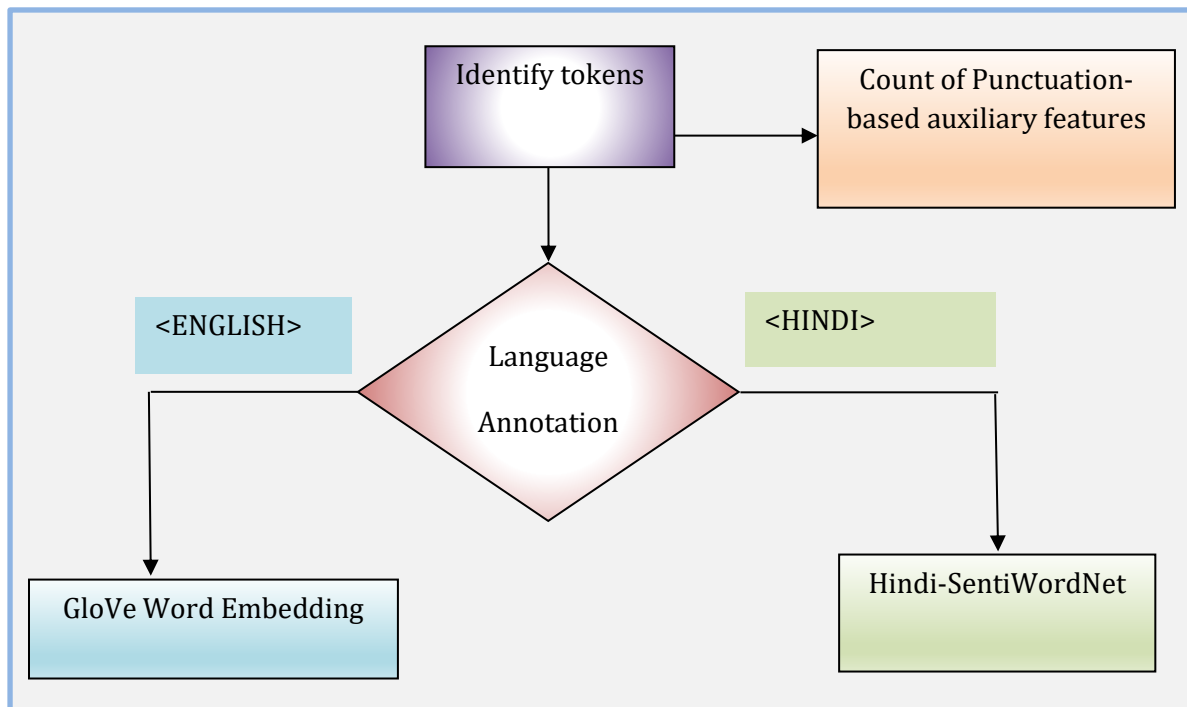 Identify tokens
Count of Punctuation-
based auxiliary features
<ENGLISH>
<HINDI>
Language
Annotation
GloVe Word Embedding
Hindi-SentiWordNet